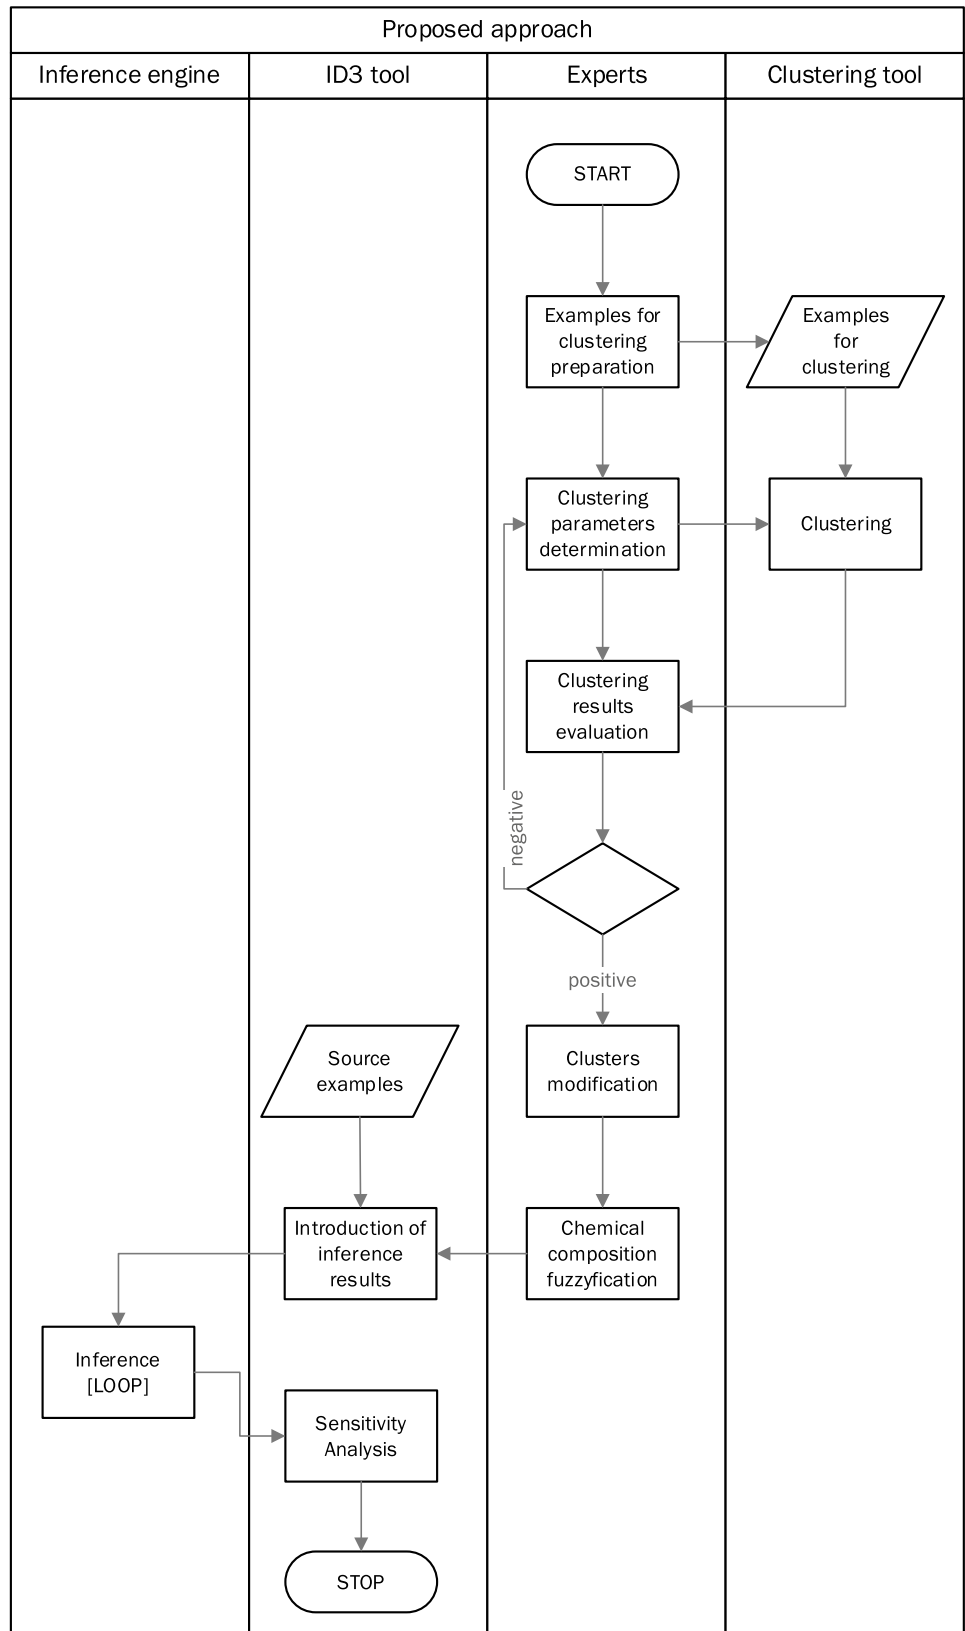 Proposed approach
Inference engine
ID3 tool
Experts
Clustering tool
START
Examples for
clustering
preparation
Examples
for
clustering
Clustering
parameters
determination
Clustering
Clustering
results
evaluation
negative
positive
Source
examples
Clusters
modification
Introduction of
inference
results
Chemical
composition
fuzzyfication
Inference
[LOOP]
Sensitivity
Analysis
STOP